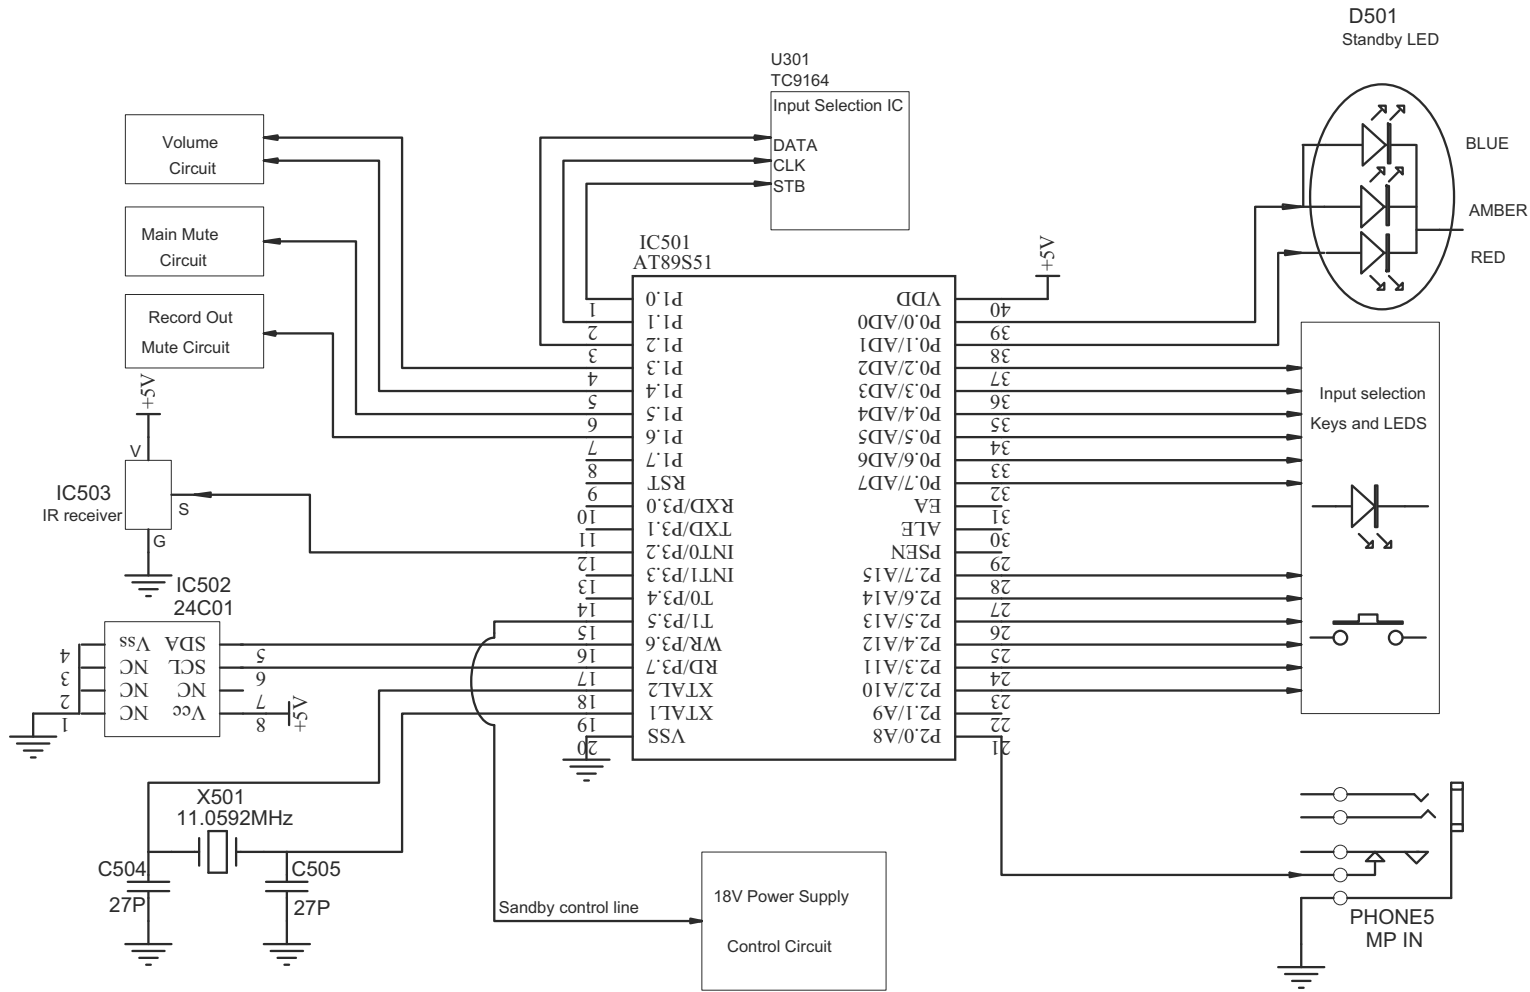 D501
Standby LED
BLUE
AMBER
RED
U301
TC9164
Input Selection IC
DATA
CLK
STB
Volume
Circuit
Main Mute
Circuit
Record Out
Mute Circuit
+5V
V
IC503
IR receiver
S
G
IC502
24C01
Vss
NC
NC
NC
SDA
SCL
NC
Vcc
4
3
2
1
5
6
7
8
+5V
IC501
AT89S51
P1.0
P1.1
P1.2
P1.3
P1.4
P1.5
P1.6
P1.7
RST
RXD/P3.0
TXD/P3.1
INT0/P3.2
INT1/P3.3
T0/P3.4
T1/P3.5
WR/P3.6
RD/P3.7
XTAL2
XTAL1
VSS
1
2
3
4
5
6
7
8
9
10
11
12
13
14
15
16
17
18
19
20
VDD
P0.0/AD0
P0.1/AD1
P0.2/AD2
P0.3/AD3
P0.4/AD4
P0.5/AD5
P0.6/AD6
P0.7/AD7
EA
ALE
PSEN
P2.7/A15
P2.6/A14
P2.5/A13
P2.4/A12
P2.3/A11
P2.2/A10
P2.1/A9
P2.0/A8
40
39
38
37
36
35
34
33
32
31
30
29
28
27
26
25
24
23
22
21
+5V
Input selection
Keys and LEDS
X501
11.0592MHz
C504
27P
C505
27P
Sandby control line
18V Power Supply
Control Circuit
PHONE5
MP IN